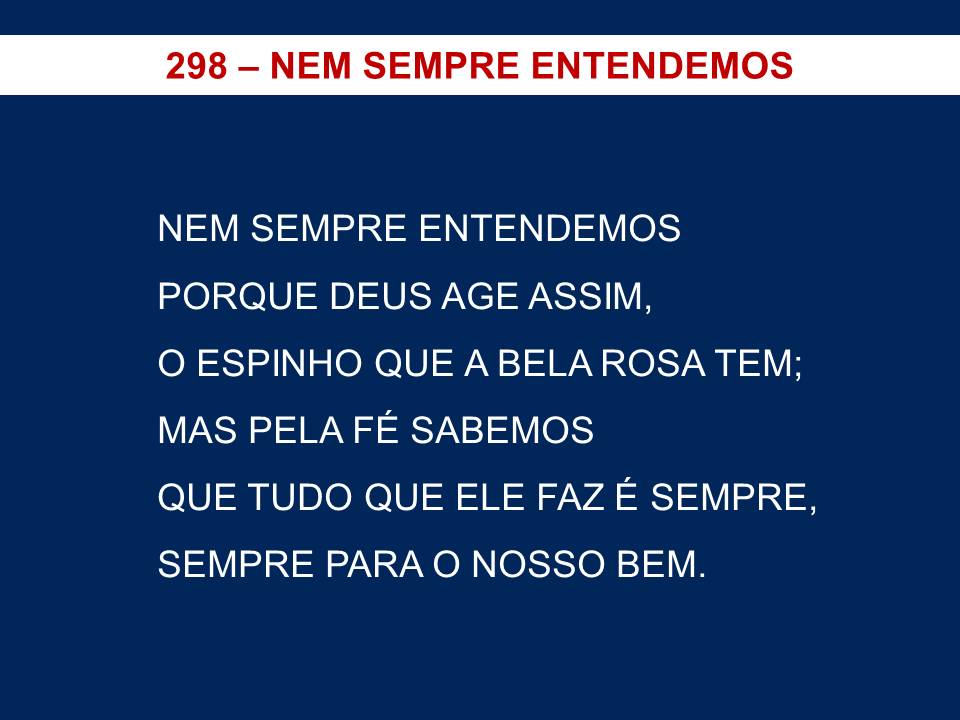 298 – NEM SEMPRE ENTENDEMOS
NEM SEMPRE ENTENDEMOS
PORQUE DEUS AGE ASSIM,
O ESPINHO QUE A BELA ROSA TEM;
MAS PELA FÉ SABEMOS
QUE TUDO QUE ELE FAZ É SEMPRE,
SEMPRE PARA O NOSSO BEM.